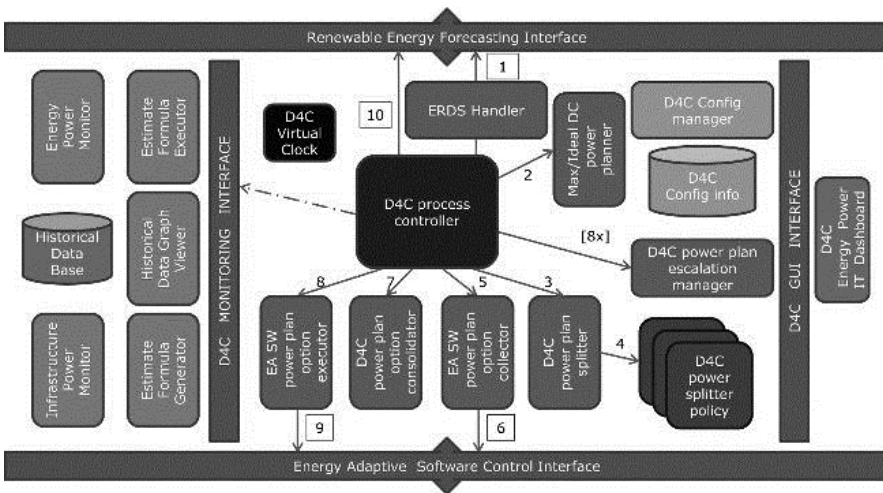 Renewable Energy Forecasting Interface
Energy
Power
Monitor
Estimate
Formula
Executor
Historical
Data
Base
Historical
Data Graph
Viewer
Infrastructure
Power
Monitor
Estimate
Formula
Generator
D4C MONITORING INTERFACE
10
1
D4C
Virtual
Clock
ERDS Handler
2
Max/Ideal DC
power
planner
D4C Config
manager
D4C
Config info
D4C process
controller
[8x]
D4C power plan
escalation
manager
8
7
5
3
EA SW
power plan
option
executor
D4C
power plan
option
consolidator
EA SW
power plan
option
collector
D4C
power plan
splitter
4
D4C
power
splitter
policy
9
6
D4C GUI INTERFACE
D4C
Energy Power
IT Dashboard
Energy Adaptive Software Control Interface